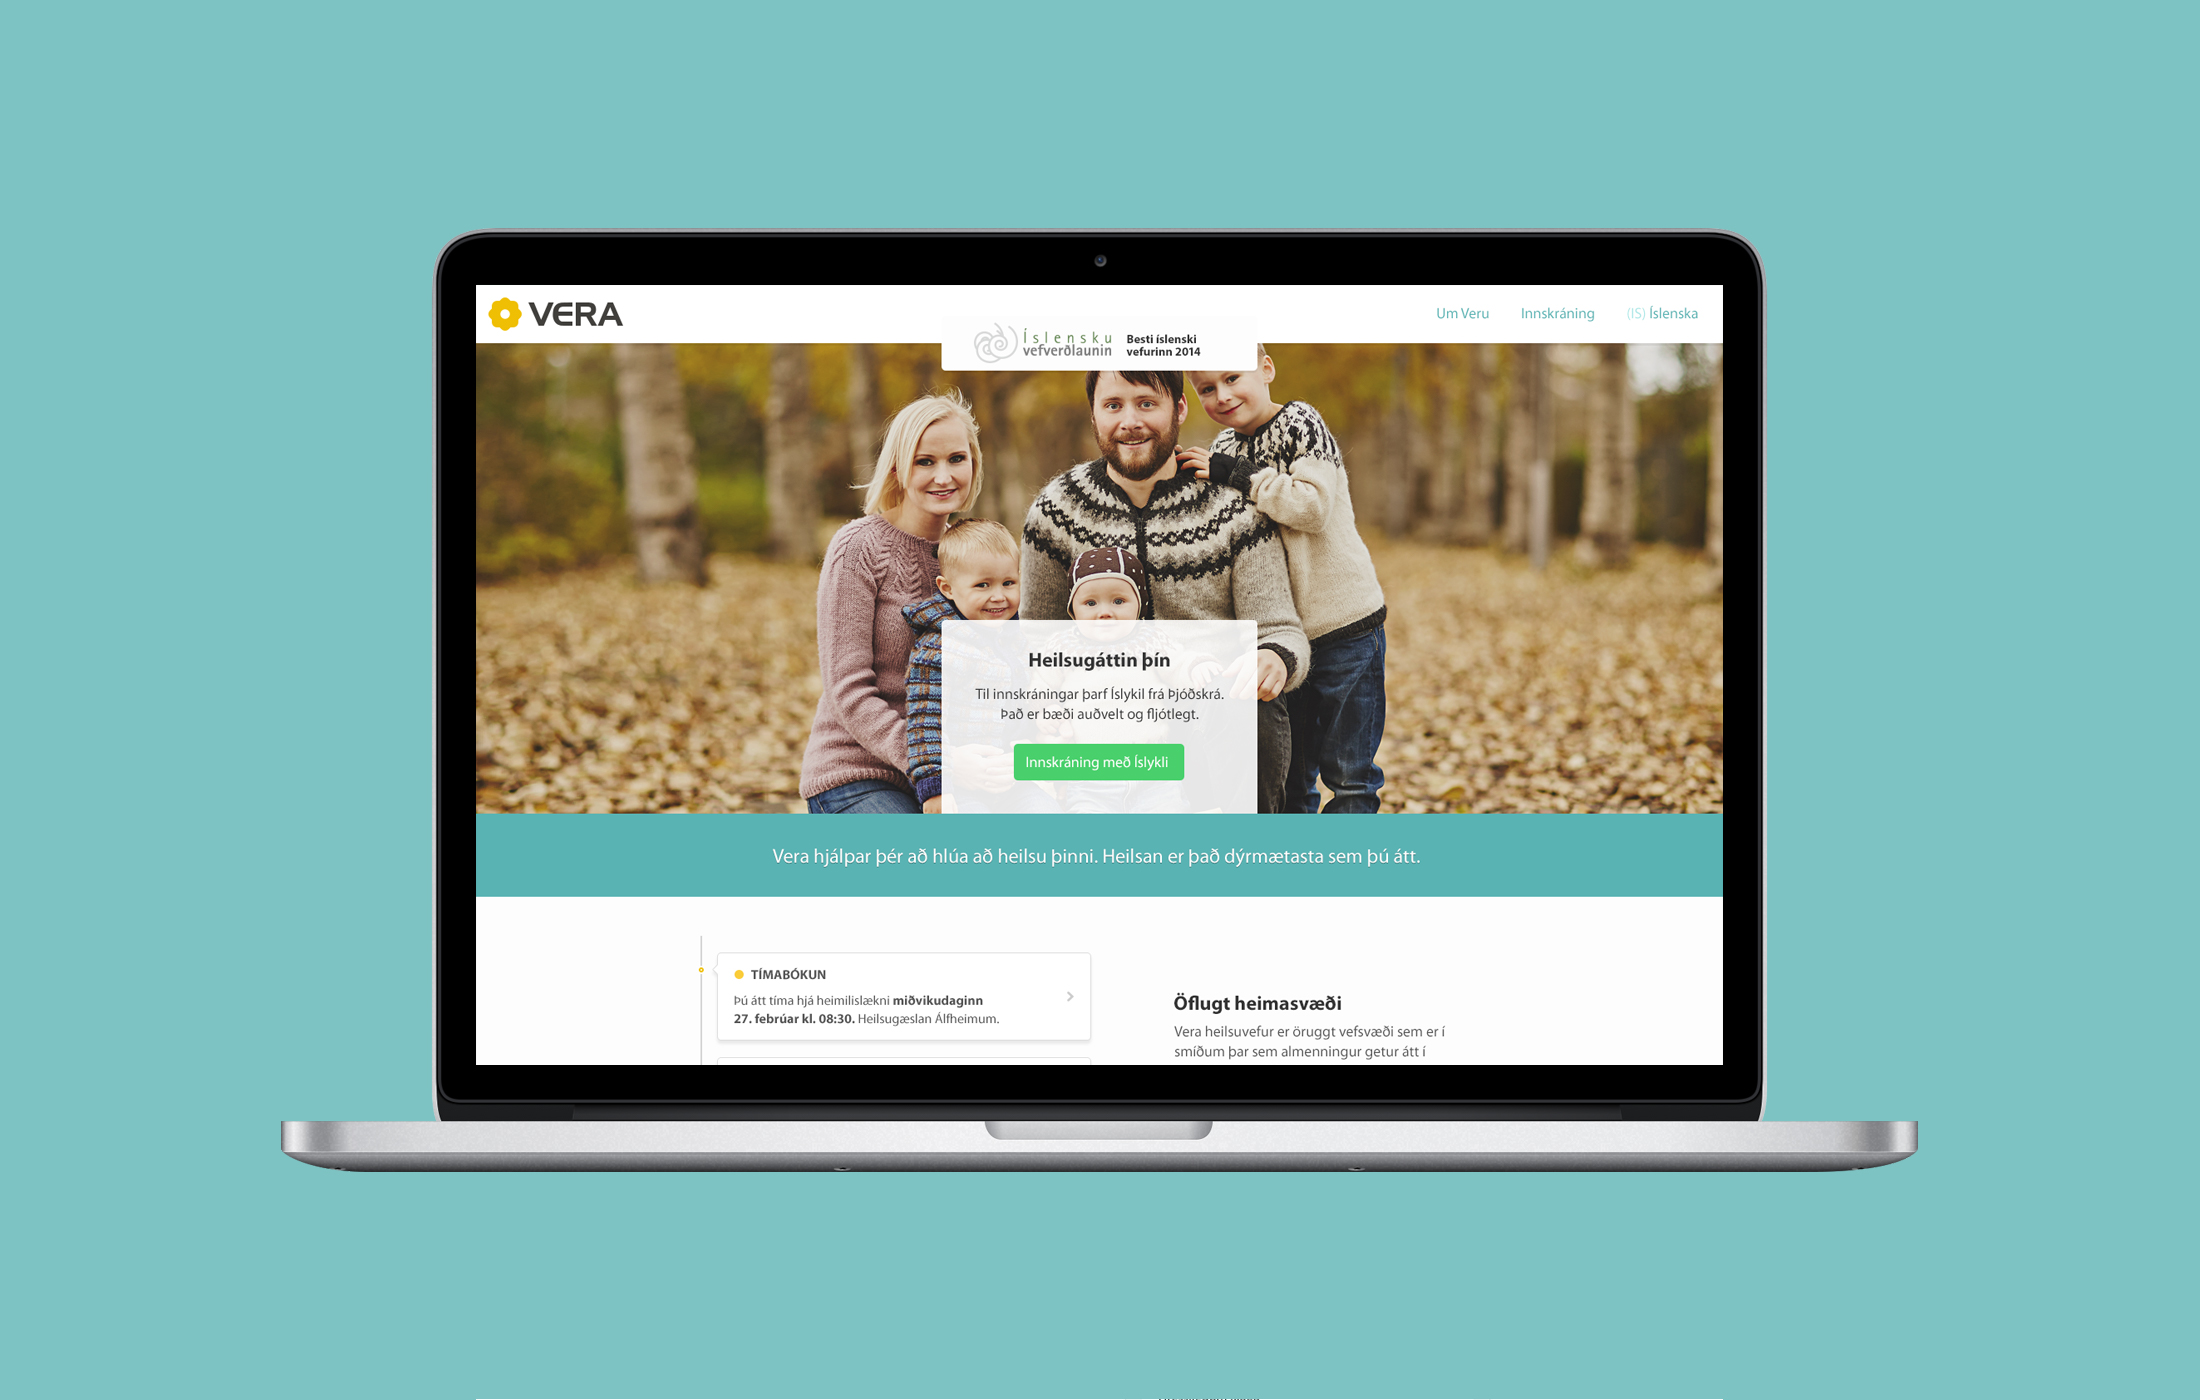 VERA
Um Veru
Innskráning
(IS) Íslenska
Íslensku
vefverðlaunin
Besti íslenski
vefurinn 2014
Heilsugáttin þín
Til innskráningar þarf Íslykil frá Þjóðskrá.
Það er bæði auðvelt og fljótlegt.
Innskráning með Íslykli
Vera hjálpar þér að hlúa að heilsu þinni. Heilsan er það dýrmætasta sem þú átt.
TÍMABÓKUN
Þú átt tíma hjá heimilislækni miðvikudaginn
27. febrúar kl. 08:30. Heilsugæslan Álfheimum.
Öflugt heimasvæði
Vera heilsuvefur er öruggt vefsvæði sem er í
smíðum þar sem almenningur getur átt í